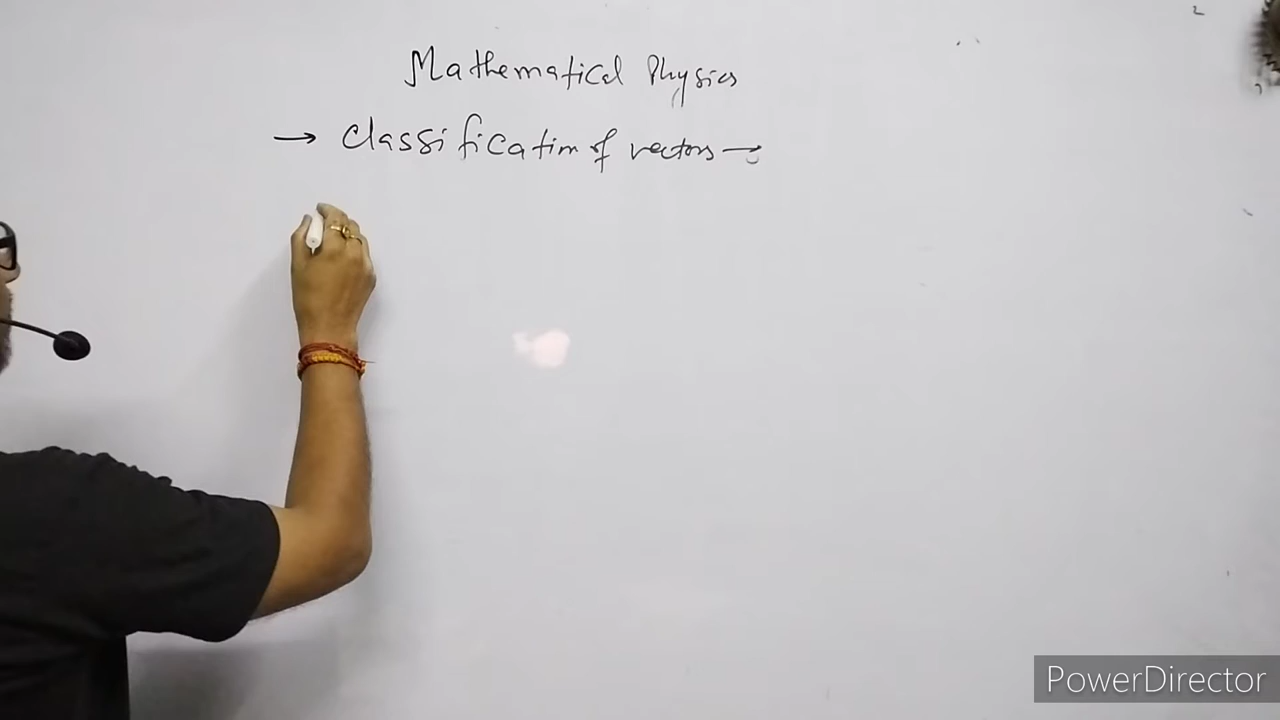 Mathematical Physics
→ Classification of vectors →
PowerDirector